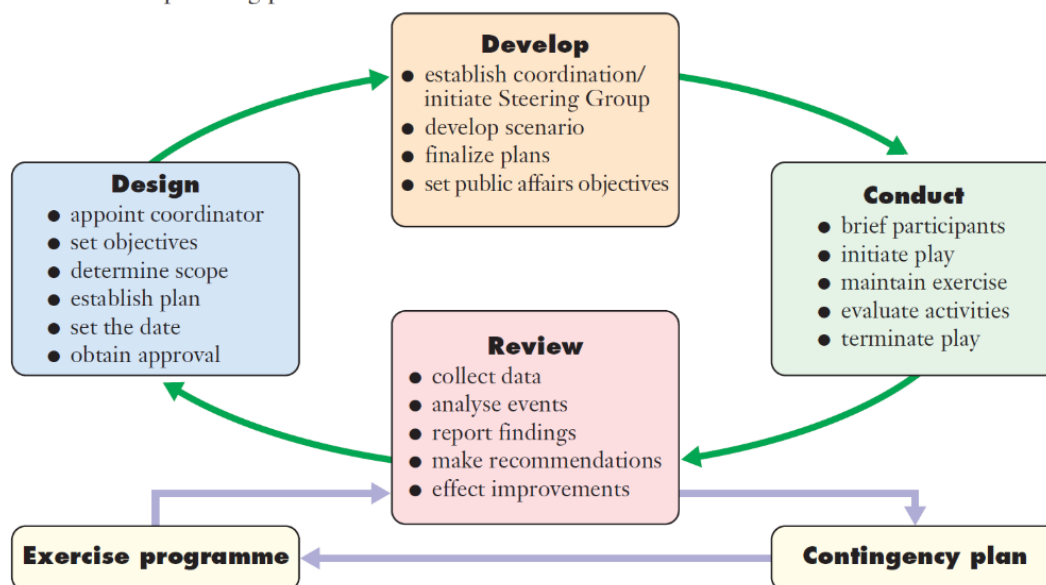 Develop
● establish coordination/
initiate Steering Group
● develop scenario
● finalize plans
● set public affairs objectives
Design
● appoint coordinator
● set objectives
● determine scope
● establish plan
● set the date
● obtain approval
Conduct
● brief participants
● initiate play
● maintain exercise
● evaluate activities
● terminate play
Review
● collect data
● analyse events
● report findings
● make recommendations
● effect improvements
Exercise programme
Contingency plan